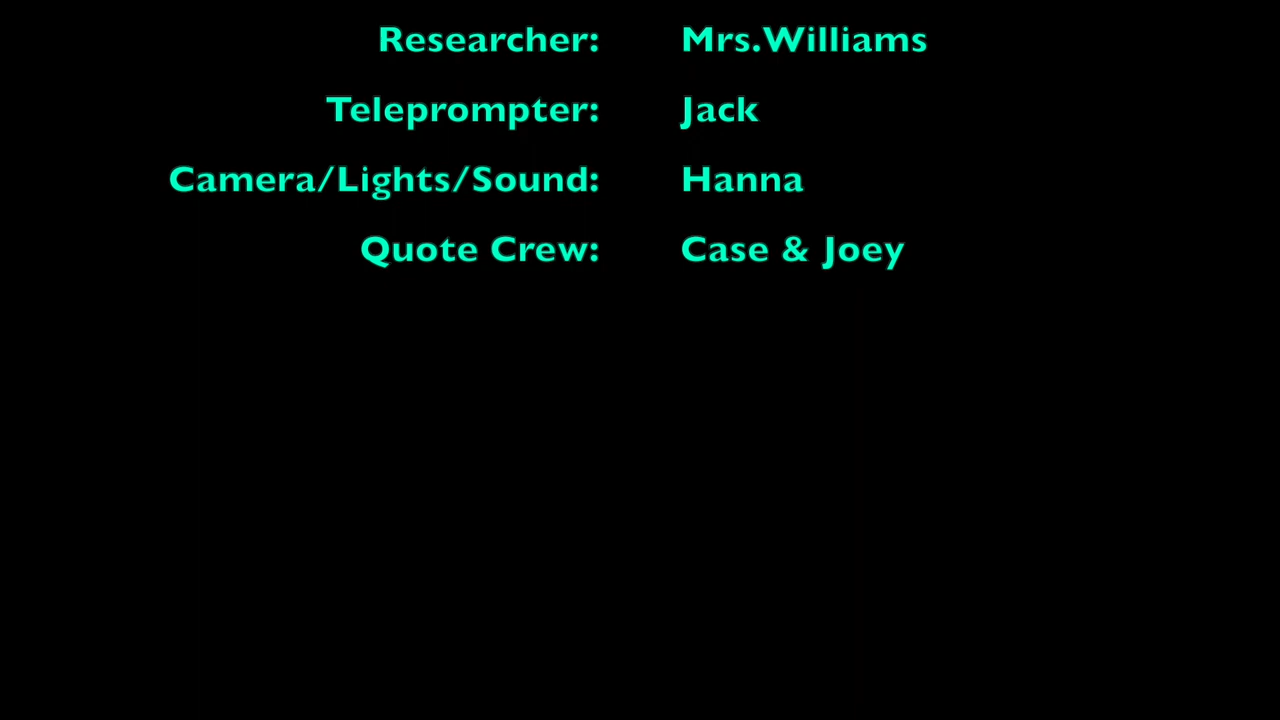 Researcher: Mrs.Williams
Teleprompter: Jack
Camera/Lights/Sound: Hanna
Quote Crew: Case & Joey